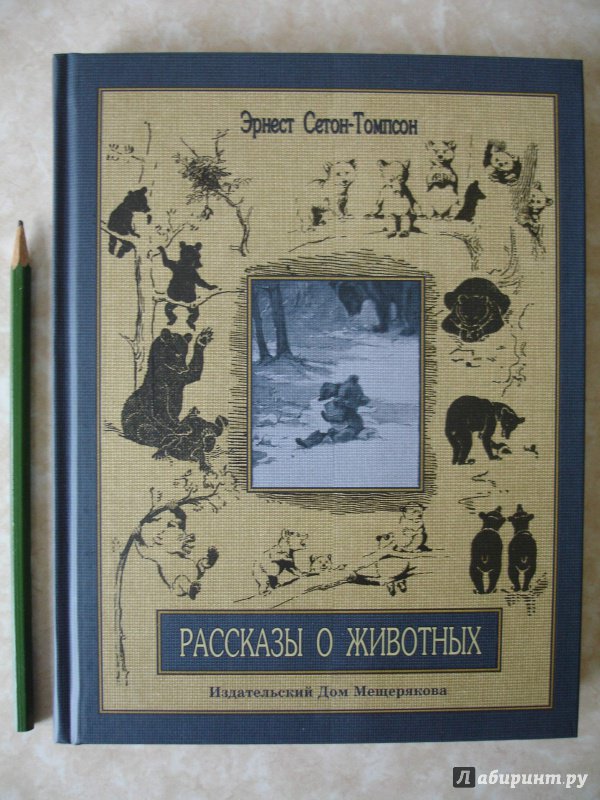 Эрнест Сетон-Томпсон
Рассказы о животных
Издательский Дом Мещерякова
лабиринт.ру